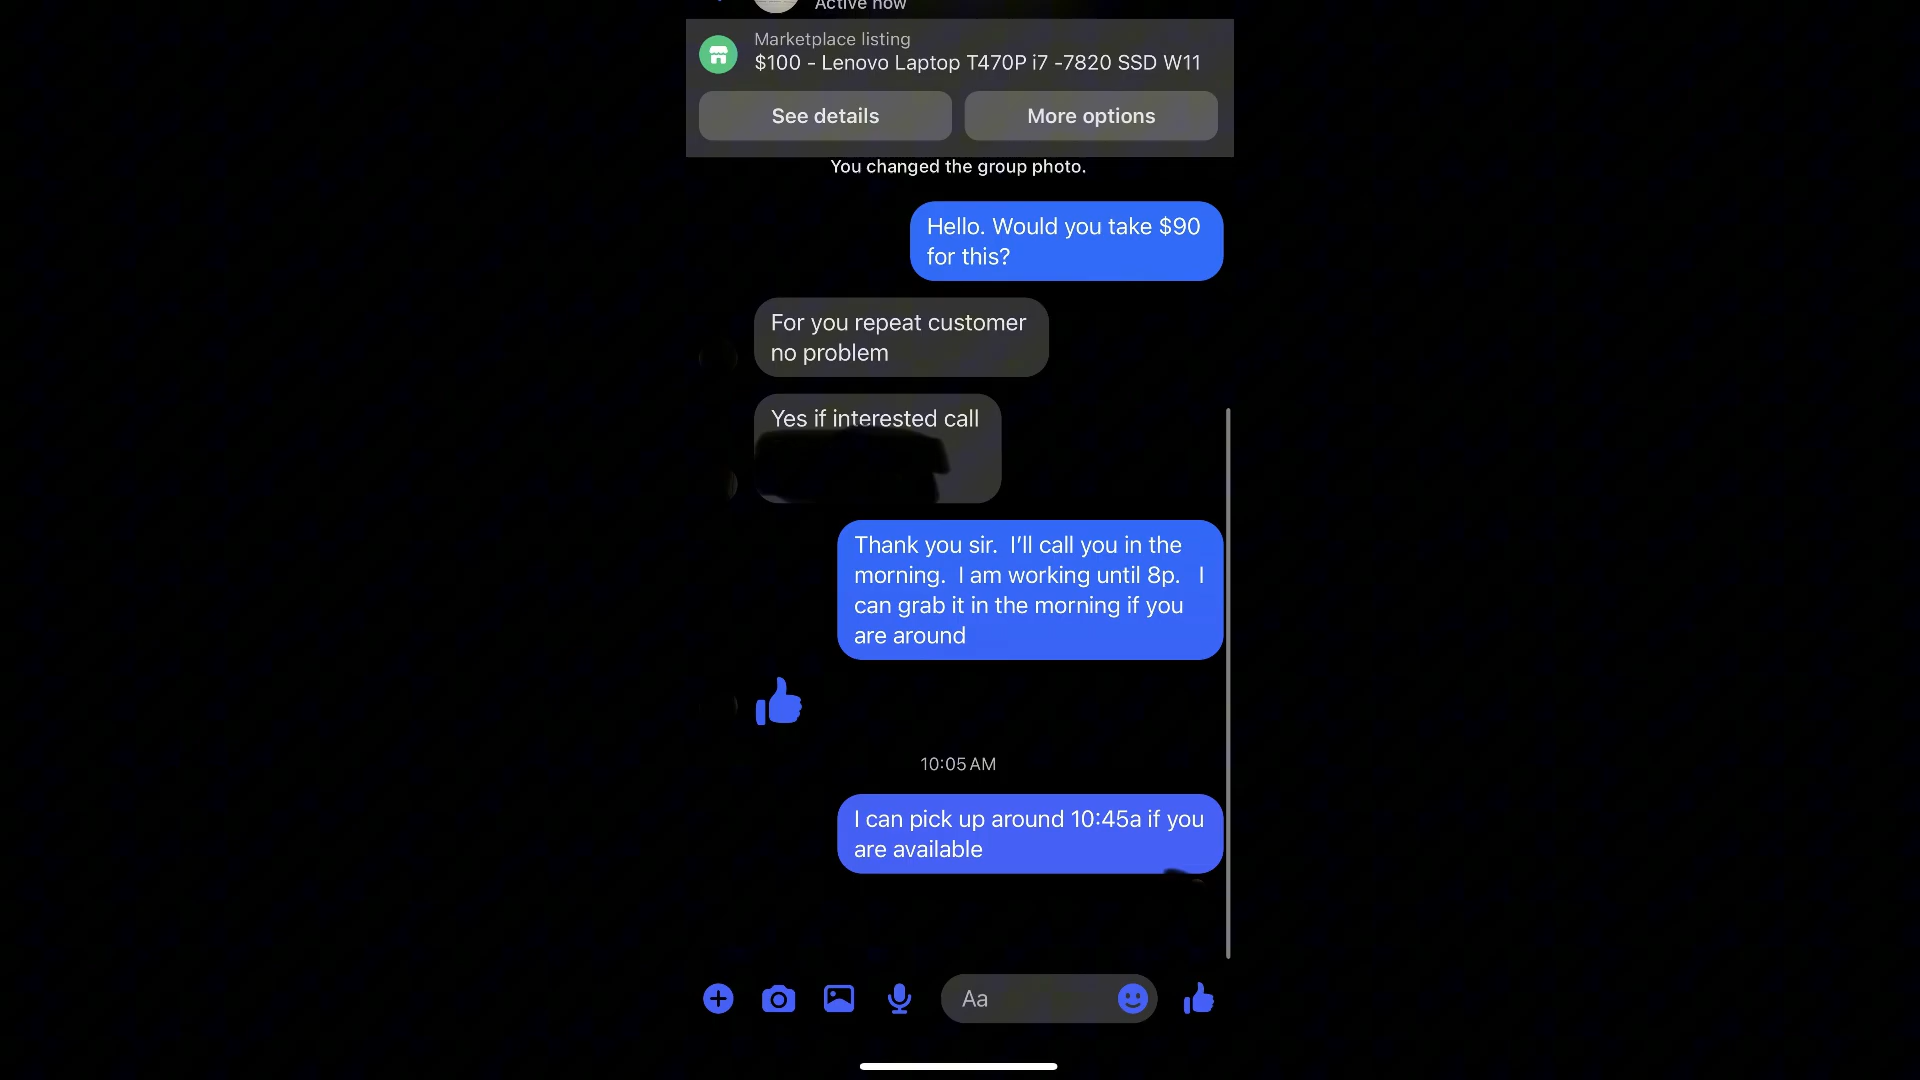 Active now
Marketplace listing
$100 - Lenovo Laptop T470P i7 -7820 SSD W11
See details
More options
You changed the group photo.
Hello. Would you take $90
for this?
For you repeat customer
no problem
Yes if interested call
Thank you sir.  I’ll call you in the
morning.  I am working until 8p.   I
can grab it in the morning if you
are around
10:05 AM
I can pick up around 10:45a if you
are available
Aa